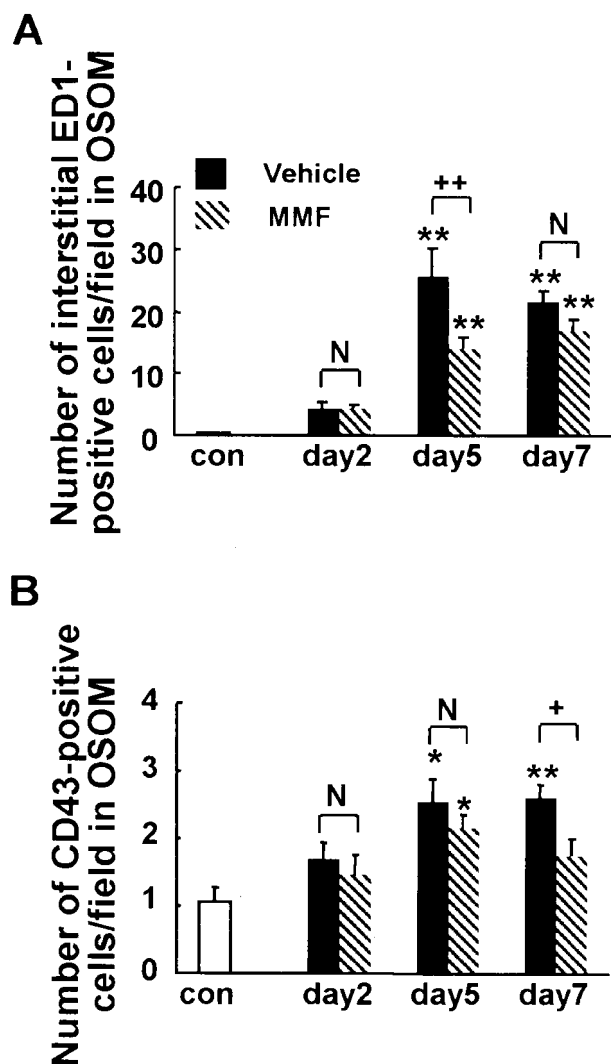 A
Number of interstitial ED1-
positive cells/field in OSOM
Vehicle
MMF
40
30
20
10
0
N
**
++
**
**
N
**
con
day2
day5
day7
B
Number of CD43-positive
cells/field in OSOM
4
3
2
1
0
N
*
N
*
**
+
con
day2
day5
day7